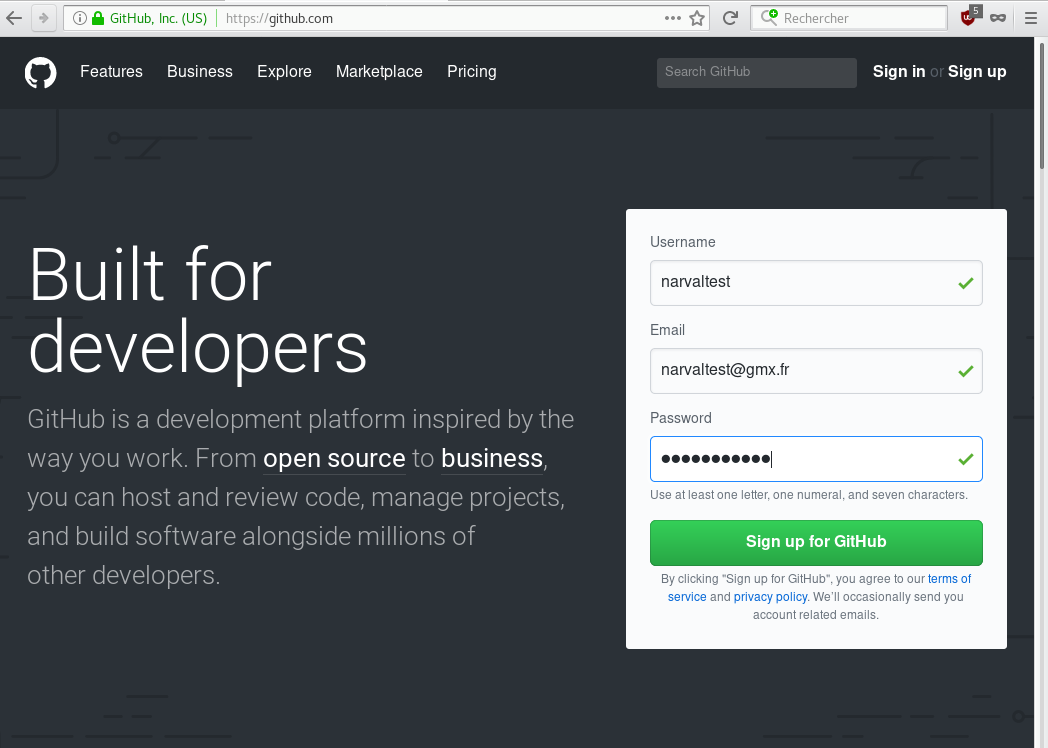 GitHub, Inc. (US) https://github.com Rechercher 5
Features Business Explore Marketplace Pricing Search GitHub Sign in or Sign up
Built for
developers
GitHub is a development platform inspired by the
way you work. From open source to business,
you can host and review code, manage projects,
and build software alongside millions of
other developers.
Username
narvaltest
Email
narvaltest@gmx.fr
Password
●●●●●●●●●●●
Use at least one letter, one numeral, and seven characters.
Sign up for GitHub
By clicking "Sign up for GitHub", you agree to our terms of
service and privacy policy. We’ll occasionally send you
account related emails.